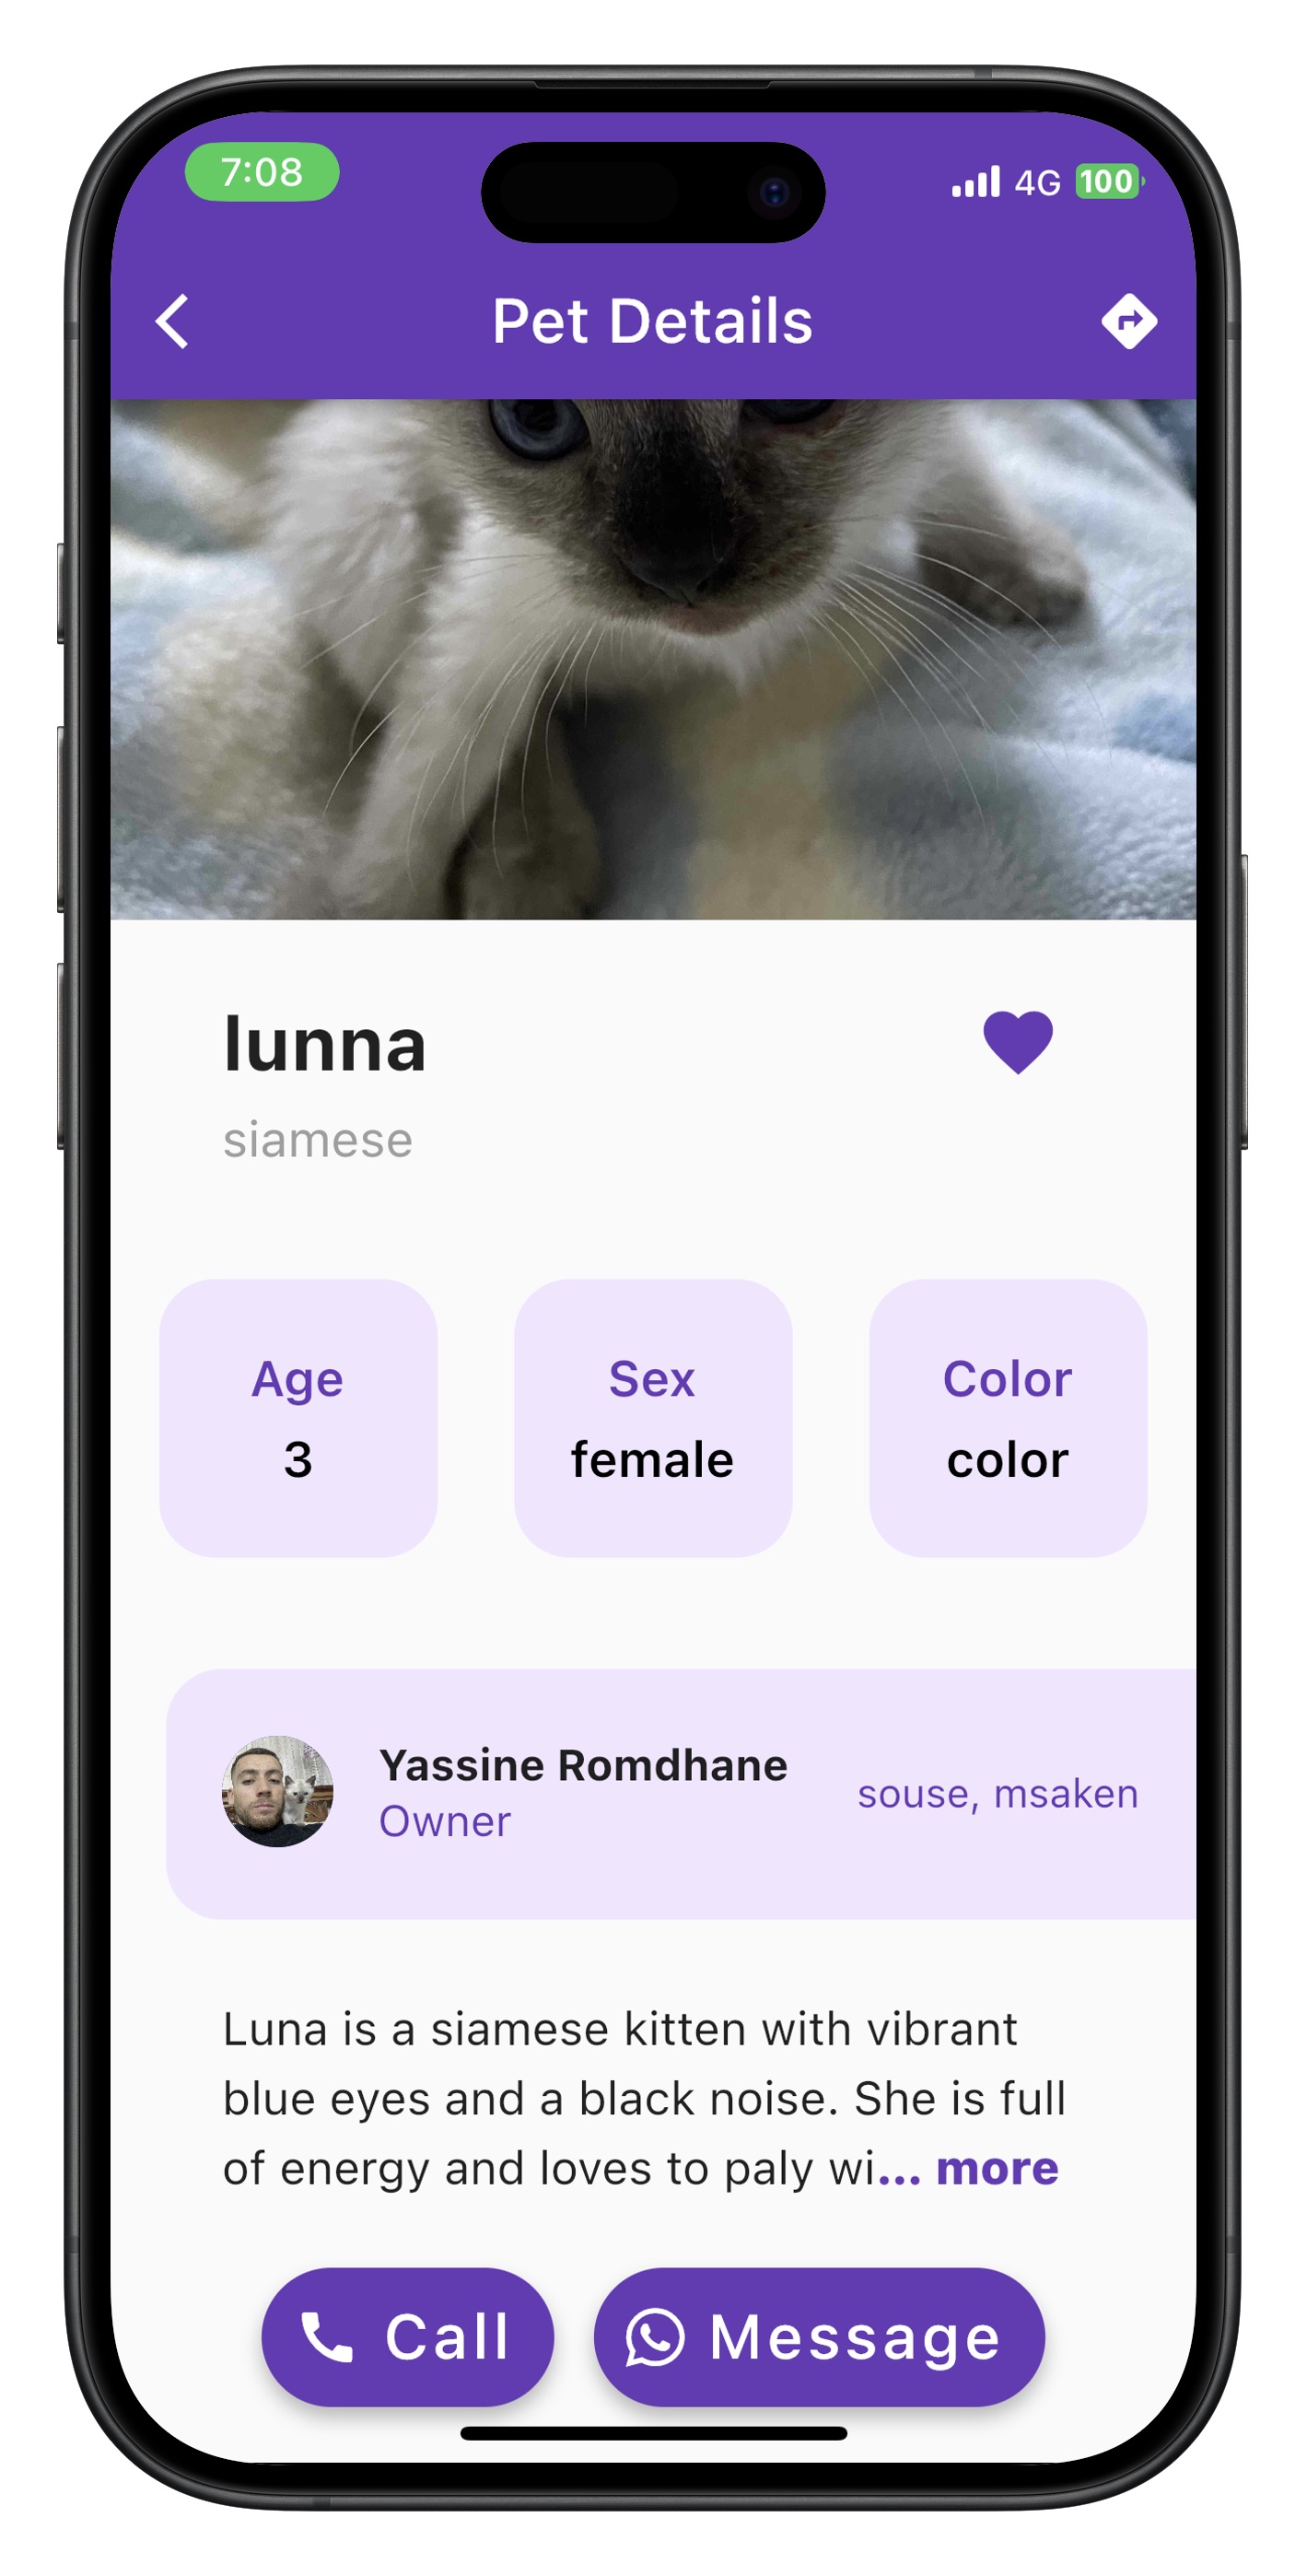 7:08
4G 100
Pet Details
lunna
siamese
Age
3
Sex
female
Color
color
Yassine Romdhane
Owner
souse, msaken
Luna is a siamese kitten with vibrant
blue eyes and a black noise. She is full
of energy and loves to paly wi... more
Call
Message